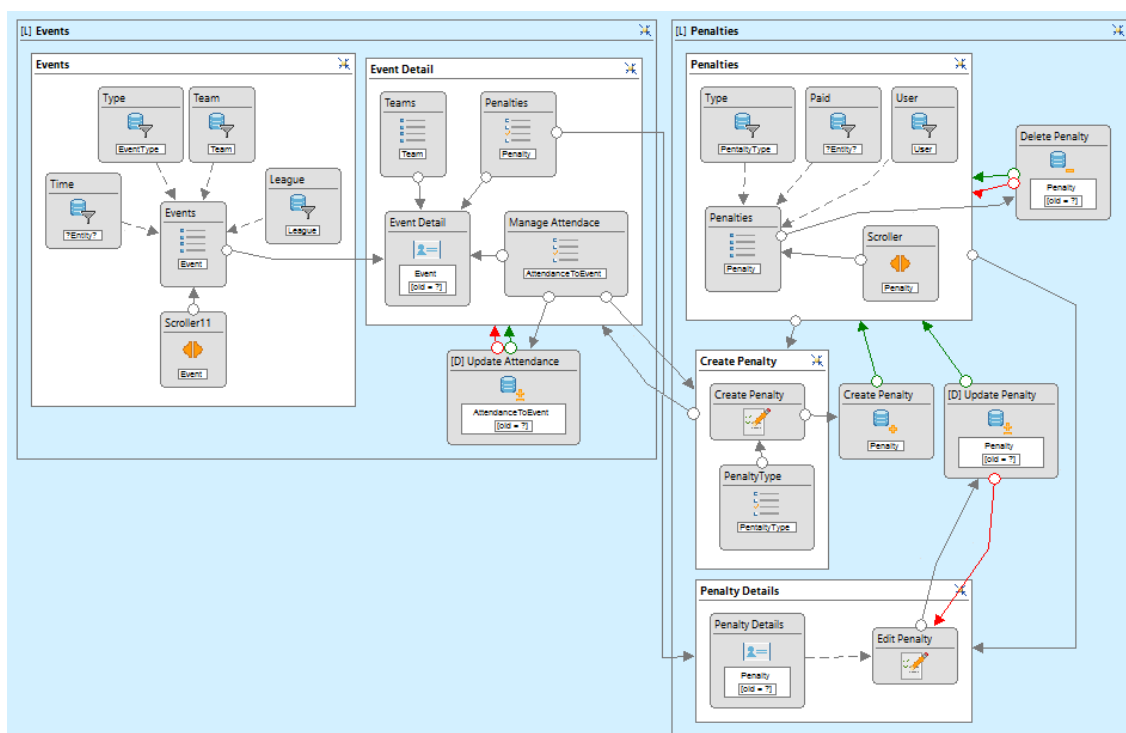 [L] Events
Events
Type
EventType
Team
Team
Time
?Entity?
League
League
Events
Event
Scroller11
Event
Event Detail
Teams
Team
Penalties
Penalty
Event Detail
Event
[oid = ?]
Manage Attendace
AttendanceToEvent
[D] Update Attendance
AttendanceToEvent
[oid = ?]
[L] Penalties
Penalties
Type
PentaltyType
Paid
?Entity?
User
User
Penalties
Penalty
Scroller
Penalty
Delete Penalty
Penalty
[oid = ?]
Create Penalty
Create Penalty
PenaltyType
PentaltyType
Create Penalty
Penalty
[D] Update Penalty
Penalty
[oid = ?]
Penalty Details
Penalty Details
Penalty
[oid = ?]
Edit Penalty